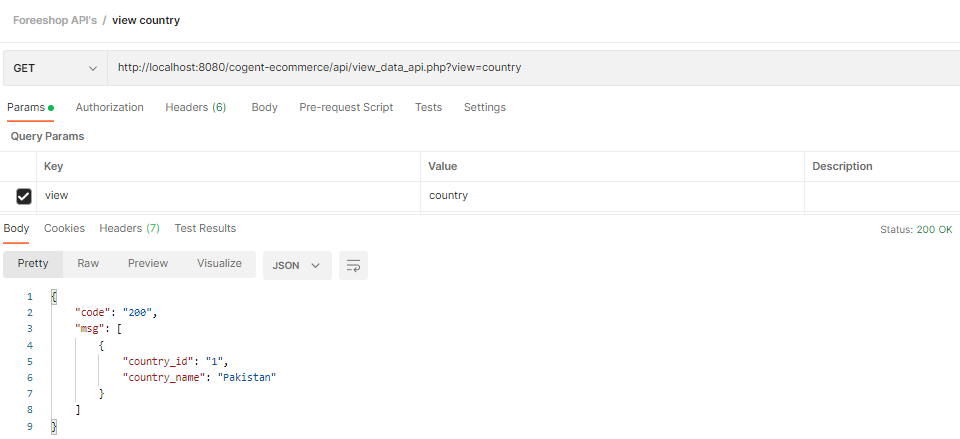 Foreeshop API's / view country
GET http://localhost:8080/cogent-ecommerce/api/view_data_api.php?view=country
Params Authorization Headers (6) Body Pre-request Script Tests Settings
Query Params
Key Value Description
view country
Body Cookies Headers (7) Test Results Status: 200 OK
Pretty Raw Preview Visualize JSON
1 {
2 "code": "200",
3 "msg": [
4 {
5 "country_id": "1",
6 "country_name": "Pakistan"
7 }
8 ]
9 }